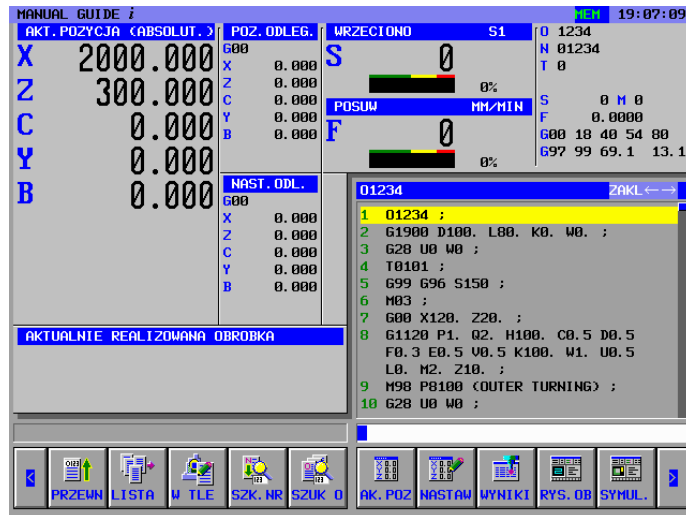 MANUAL GUIDE i
MEM 19:07:09
AKT.POZYCJA (ABSOLUT.)
X 2000.000
Z 300.000
C 0.000
Y 0.000
B 0.000
POZ.ODLEG.
G00
X 0.000
Z 0.000
C 0.000
Y 0.000
B 0.000
NAST.ODL.
G00
X 0.000
Z 0.000
C 0.000
Y 0.000
B 0.000
WRZECIONO S1
S 0
0%
POSUW MM/MIN
F 0
0%
O 1234
N 01234
T 0
S 0 M 0
F 0.0000
G00 18 40 54 80
G97 99 69.1 13.1
AKTUALNIE REALIZOWANA OBROBKA
O1234 ZAKL←→
1 O1234 ;
2 G1900 D100. L80. K0. W0. ;
3 G28 U0 W0 ;
4 T0101 ;
5 G99 G96 S150 ;
6 M03 ;
7 G00 X120. Z20. ;
8 G1120 P1. Q2. H100. C0.5 D0.5
F0.3 E0.5 V0.5 K100. W1. U0.5
L0. M2. Z10. ;
9 M98 P8100 (OUTER TURNING) ;
10 G28 U0 W0 ;
< PRZEWN LISTA W TLE SZK.NR SZUK O AK.POZ NASTAW WYNIKI RYS.OB SYMUL. >